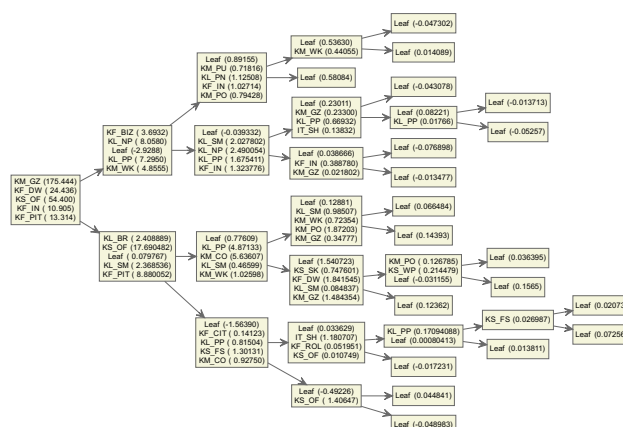 KM_GZ (175.444)
KF_DW ( 24.436)
KS_OF ( 54.400)
KF_IN ( 10.905)
KF_PIT ( 13.314)
KF_BIZ ( 3.6932)
KL_NP ( 8.0580)
Leaf (-2.9288)
KL_PP ( 7.2950)
KM_WK ( 4.8555)
KL_BR ( 2.408889)
KS_OF (17.690482)
Leaf (0.079767)
KL_SM ( 2.368536)
KF_PIT ( 8.880052)
Leaf (0.89155)
KM_PU ( 0.71816)
KL_PN ( 1.12508)
KF_IN ( 1.02714)
KM_PO ( 0.79428)
Leaf (-0.039332)
KL_SM ( 2.027802)
KL_NP ( 2.490054)
KL_PP ( 1.675411)
KF_IN ( 1.323776)
Leaf (0.77609)
KL_PP ( 4.87133)
KM_CO ( 5.63607)
KL_SM ( 0.46599)
KM_WK ( 1.02598)
Leaf (-1.56390)
KF_CIT ( 0.14123)
KL_PP ( 0.81504)
KS_FS ( 1.30131)
KM_CO ( 0.92750)
Leaf (0.53630)
KM_WK ( 0.44055)
Leaf (0.58084)
Leaf (0.23011)
KM_GZ ( 0.23300)
KL_PP ( 0.66932)
IT_SH ( 0.13832)
Leaf (0.038666)
KF_IN ( 0.388780)
KM_GZ ( 0.021802)
Leaf (0.12881)
KL_SM ( 0.98507)
KM_WK ( 0.72354)
KM_PO ( 1.87203)
KM_GZ ( 0.34777)
Leaf (1.540723)
KS_SK ( 0.747601)
KF_DW ( 1.841545)
KL_SM ( 0.084837)
KM_GZ ( 1.484354)
Leaf (0.033629)
IT_SH ( 1.180707)
KF_ROL ( 0.051951)
KS_OF ( 0.010749)
Leaf (-0.49226)
KS_OF ( 1.40647)
Leaf (-0.047302)
Leaf (0.014089)
Leaf (-0.043078)
Leaf (0.08221)
KL_PP ( 0.01766)
Leaf (-0.076898)
Leaf (-0.013477)
Leaf (0.066484)
Leaf (0.14393)
KM_PO ( 0.126785)
KS_WP ( 0.214479)
Leaf (-0.031155)
Leaf (0.12362)
KL_PP ( 0.17094088)
Leaf (0.00080413)
Leaf (-0.017231)
Leaf (0.044841)
Leaf (-0.048983)
Leaf (-0.013713)
Leaf (-0.05257)
Leaf (0.036395)
Leaf (0.1565)
KS_FS ( 0.026987)
Leaf (0.013811)
Leaf (0.02073
Leaf (0.07256